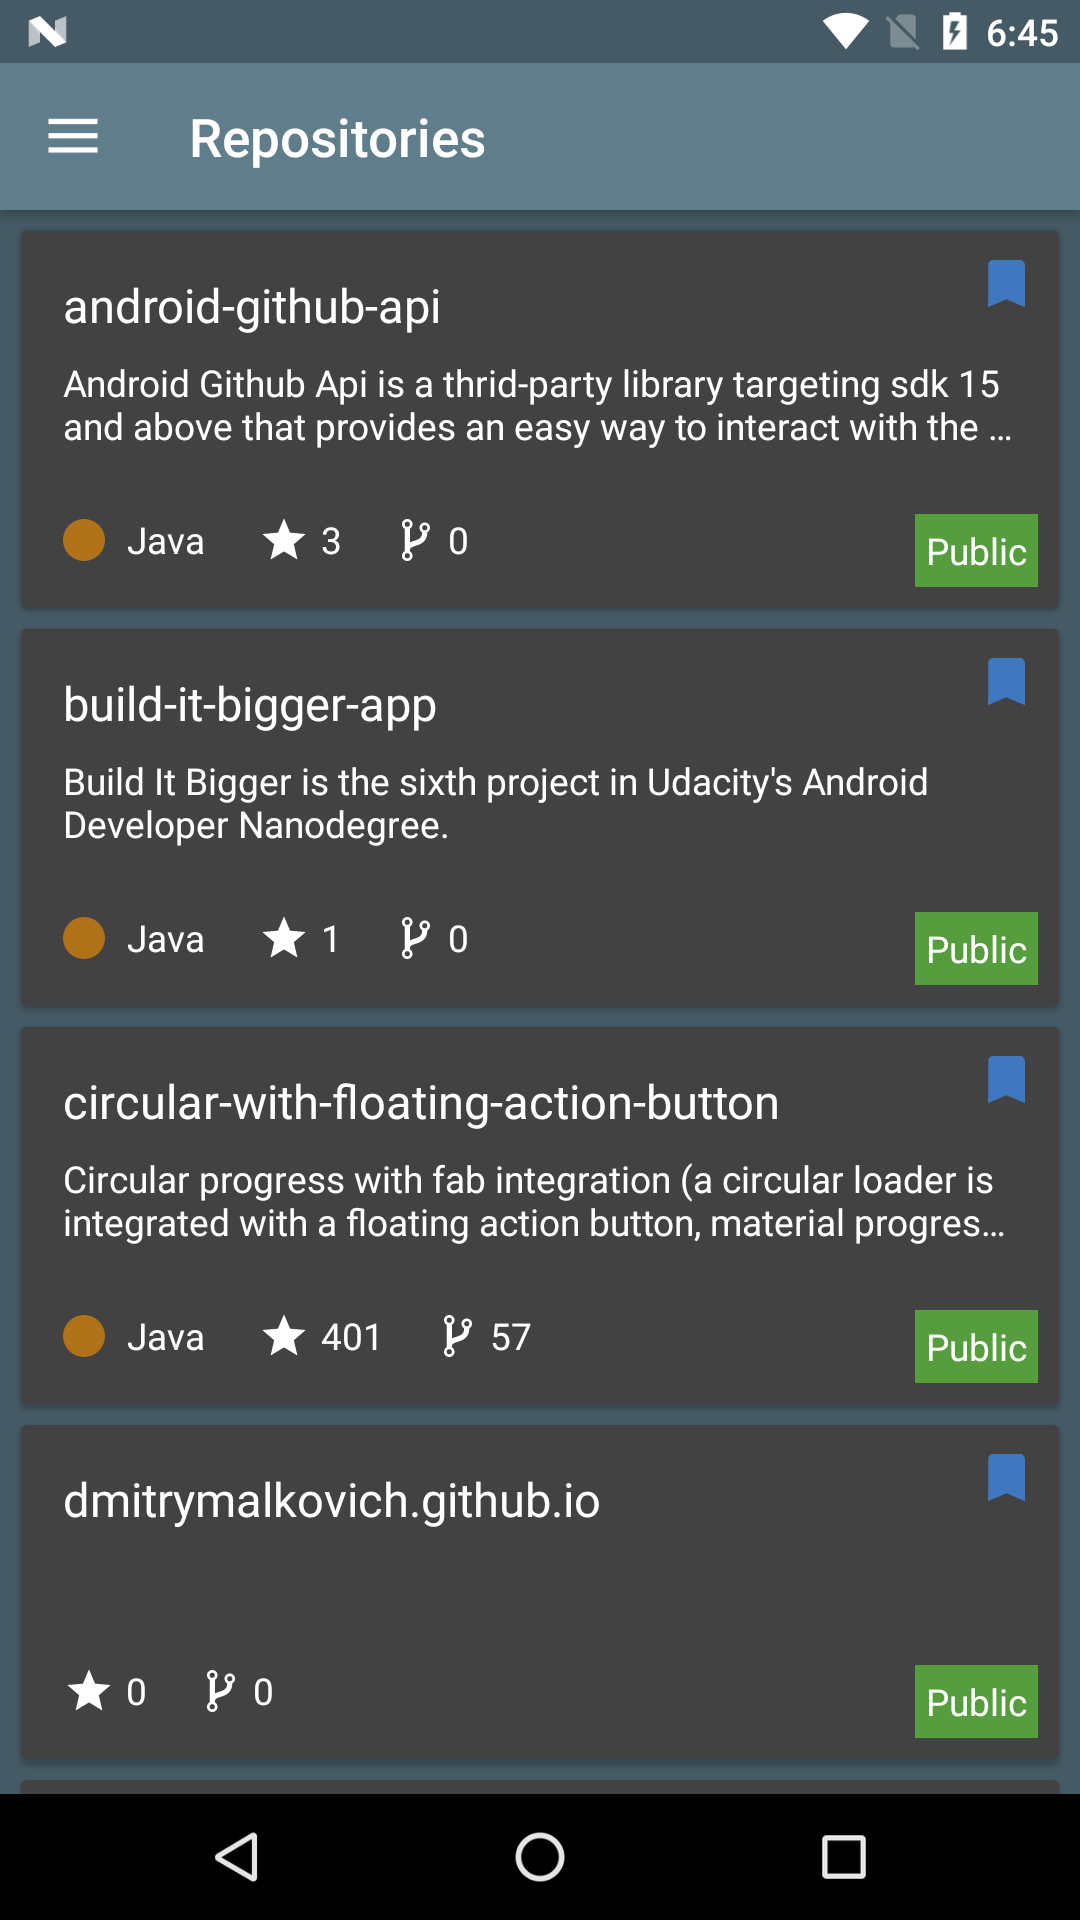 6:45
Repositories
android-github-api
Android Github Api is a thrid-party library targeting sdk 15
and above that provides an easy way to interact with the ...
Java 3 0
Public
build-it-bigger-app
Build It Bigger is the sixth project in Udacity's Android
Developer Nanodegree.
Java 1 0
Public
circular-with-floating-action-button
Circular progress with fab integration (a circular loader is
integrated with a floating action button, material progres...
Java 401 57
Public
dmitrymalkovich.github.io
0 0
Public